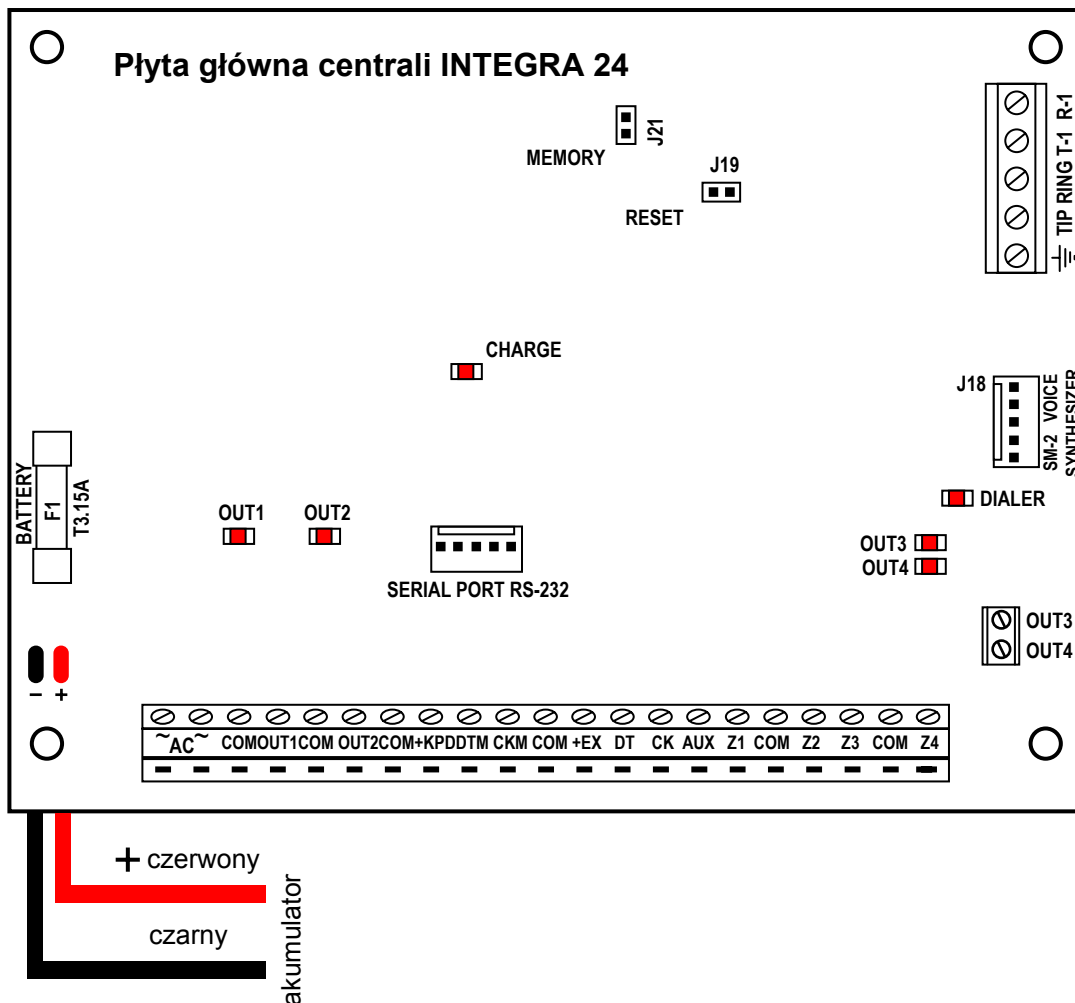 Płyta główna centrali INTEGRA 24
J21
MEMORY
J19
RESET
TIP RING T-1 R-1
CHARGE
J18
SM-2 VOICE
SYNTHESIZER
BATTERY
F1
T3.15A
OUT1 OUT2
DIALER
OUT3
OUT4
SERIAL PORT RS-232
OUT3
OUT4
− +
~AC~ COM OUT1 COM OUT2 COM +KPD DTM CKM COM +EX DT CK AUX Z1 COM Z2 Z3 COM Z4
+ czerwony
czarny
akumulator